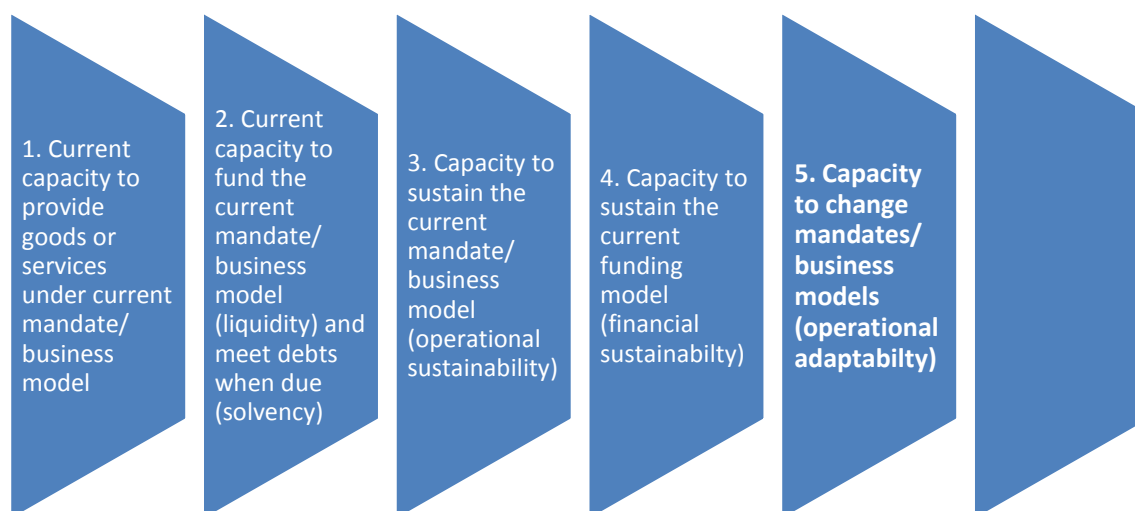 1. Current
capacity to
provide
goods or
services
under current
mandate/
business
model
2. Current
capacity to
fund the
current
mandate/
business
model
(liquidity) and
meet debts
when due
(solvency)
3. Capacity to
sustain the
current
mandate/
business
model
(operational
sustainability)
4. Capacity to
sustain the
current
funding
model
(financial
sustainabilty)
5. Capacity
to change
mandates/
business
models
(operational
adaptabilty)